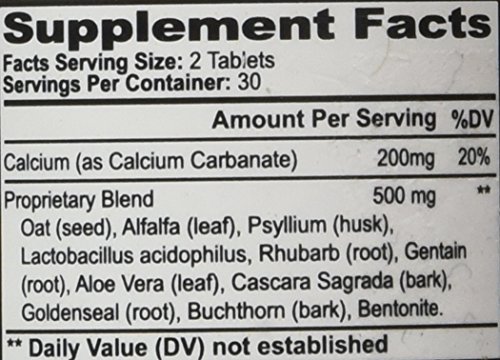 Supplement Facts
Facts Serving Size: 2 Tablets
Servings Per Container: 30
Amount Per Serving %DV
Calcium (as Calcium Carbanate) 200mg 20%
Proprietary Blend 500 mg **
Oat (seed), Alfalfa (leaf), Psyllium (husk),
Lactobacillus acidophilus, Rhubarb (root), Gentain
(root), Aloe Vera (leaf), Cascara Sagrada (bark),
Goldenseal (root), Buchthorn (bark), Bentonite.
** Daily Value (DV) not established